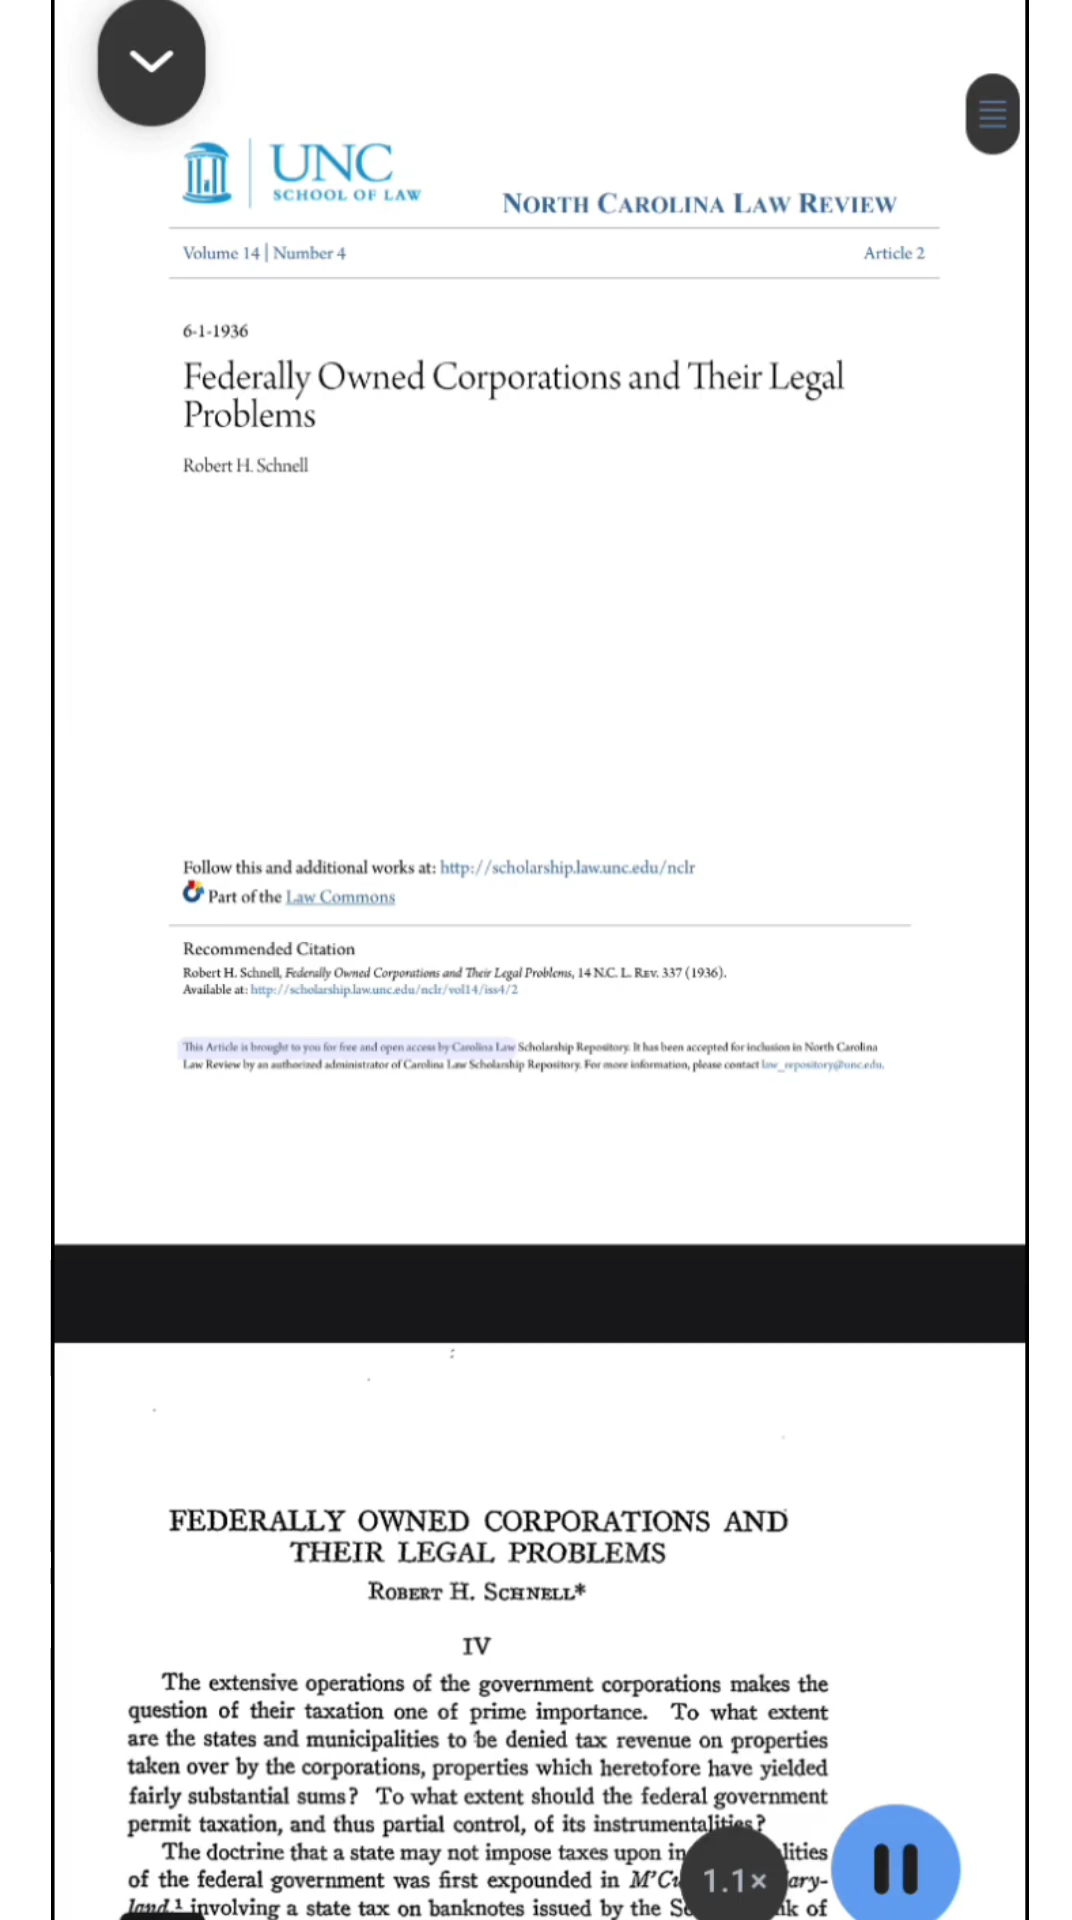 UNC
SCHOOL OF LAW
NORTH CAROLINA LAW REVIEW
Volume 14 | Number 4
Article 2
6-1-1936
Federally Owned Corporations and Their Legal
Problems
Robert H. Schnell
Follow this and additional works at: http://scholarship.law.unc.edu/nclr
Part of the Law Commons
Recommended Citation
Robert H. Schnell, Federally Owned Corporations and Their Legal Problems, 14 N.C. L. REV. 337 (1936).
Available at: http://scholarship.law.unc.edu/nclr/vol14/iss4/2
This Article is brought to you for free and open access by Carolina Law Scholarship Repository. It has been accepted for inclusion in North Carolina
Law Review by an authorized administrator of Carolina Law Scholarship Repository. For more information, please contact law_repository@unc.edu.
FEDERALLY OWNED CORPORATIONS AND
THEIR LEGAL PROBLEMS
ROBERT H. SCHNELL*
IV
The extensive operations of the government corporations makes the
question of their taxation one of prime importance. To what extent
are the states and municipalities to be denied tax revenue on properties
taken over by the corporations, properties which heretofore have yielded
fairly substantial sums? To what extent should the federal government
permit taxation, and thus partial control, of its instrumentalities?
The doctrine that a state may not impose taxes upon in lities
of the federal government was first expounded in M'Cu ary-
land,¹ involving a state tax on banknotes issued by the Se k of
1.1×